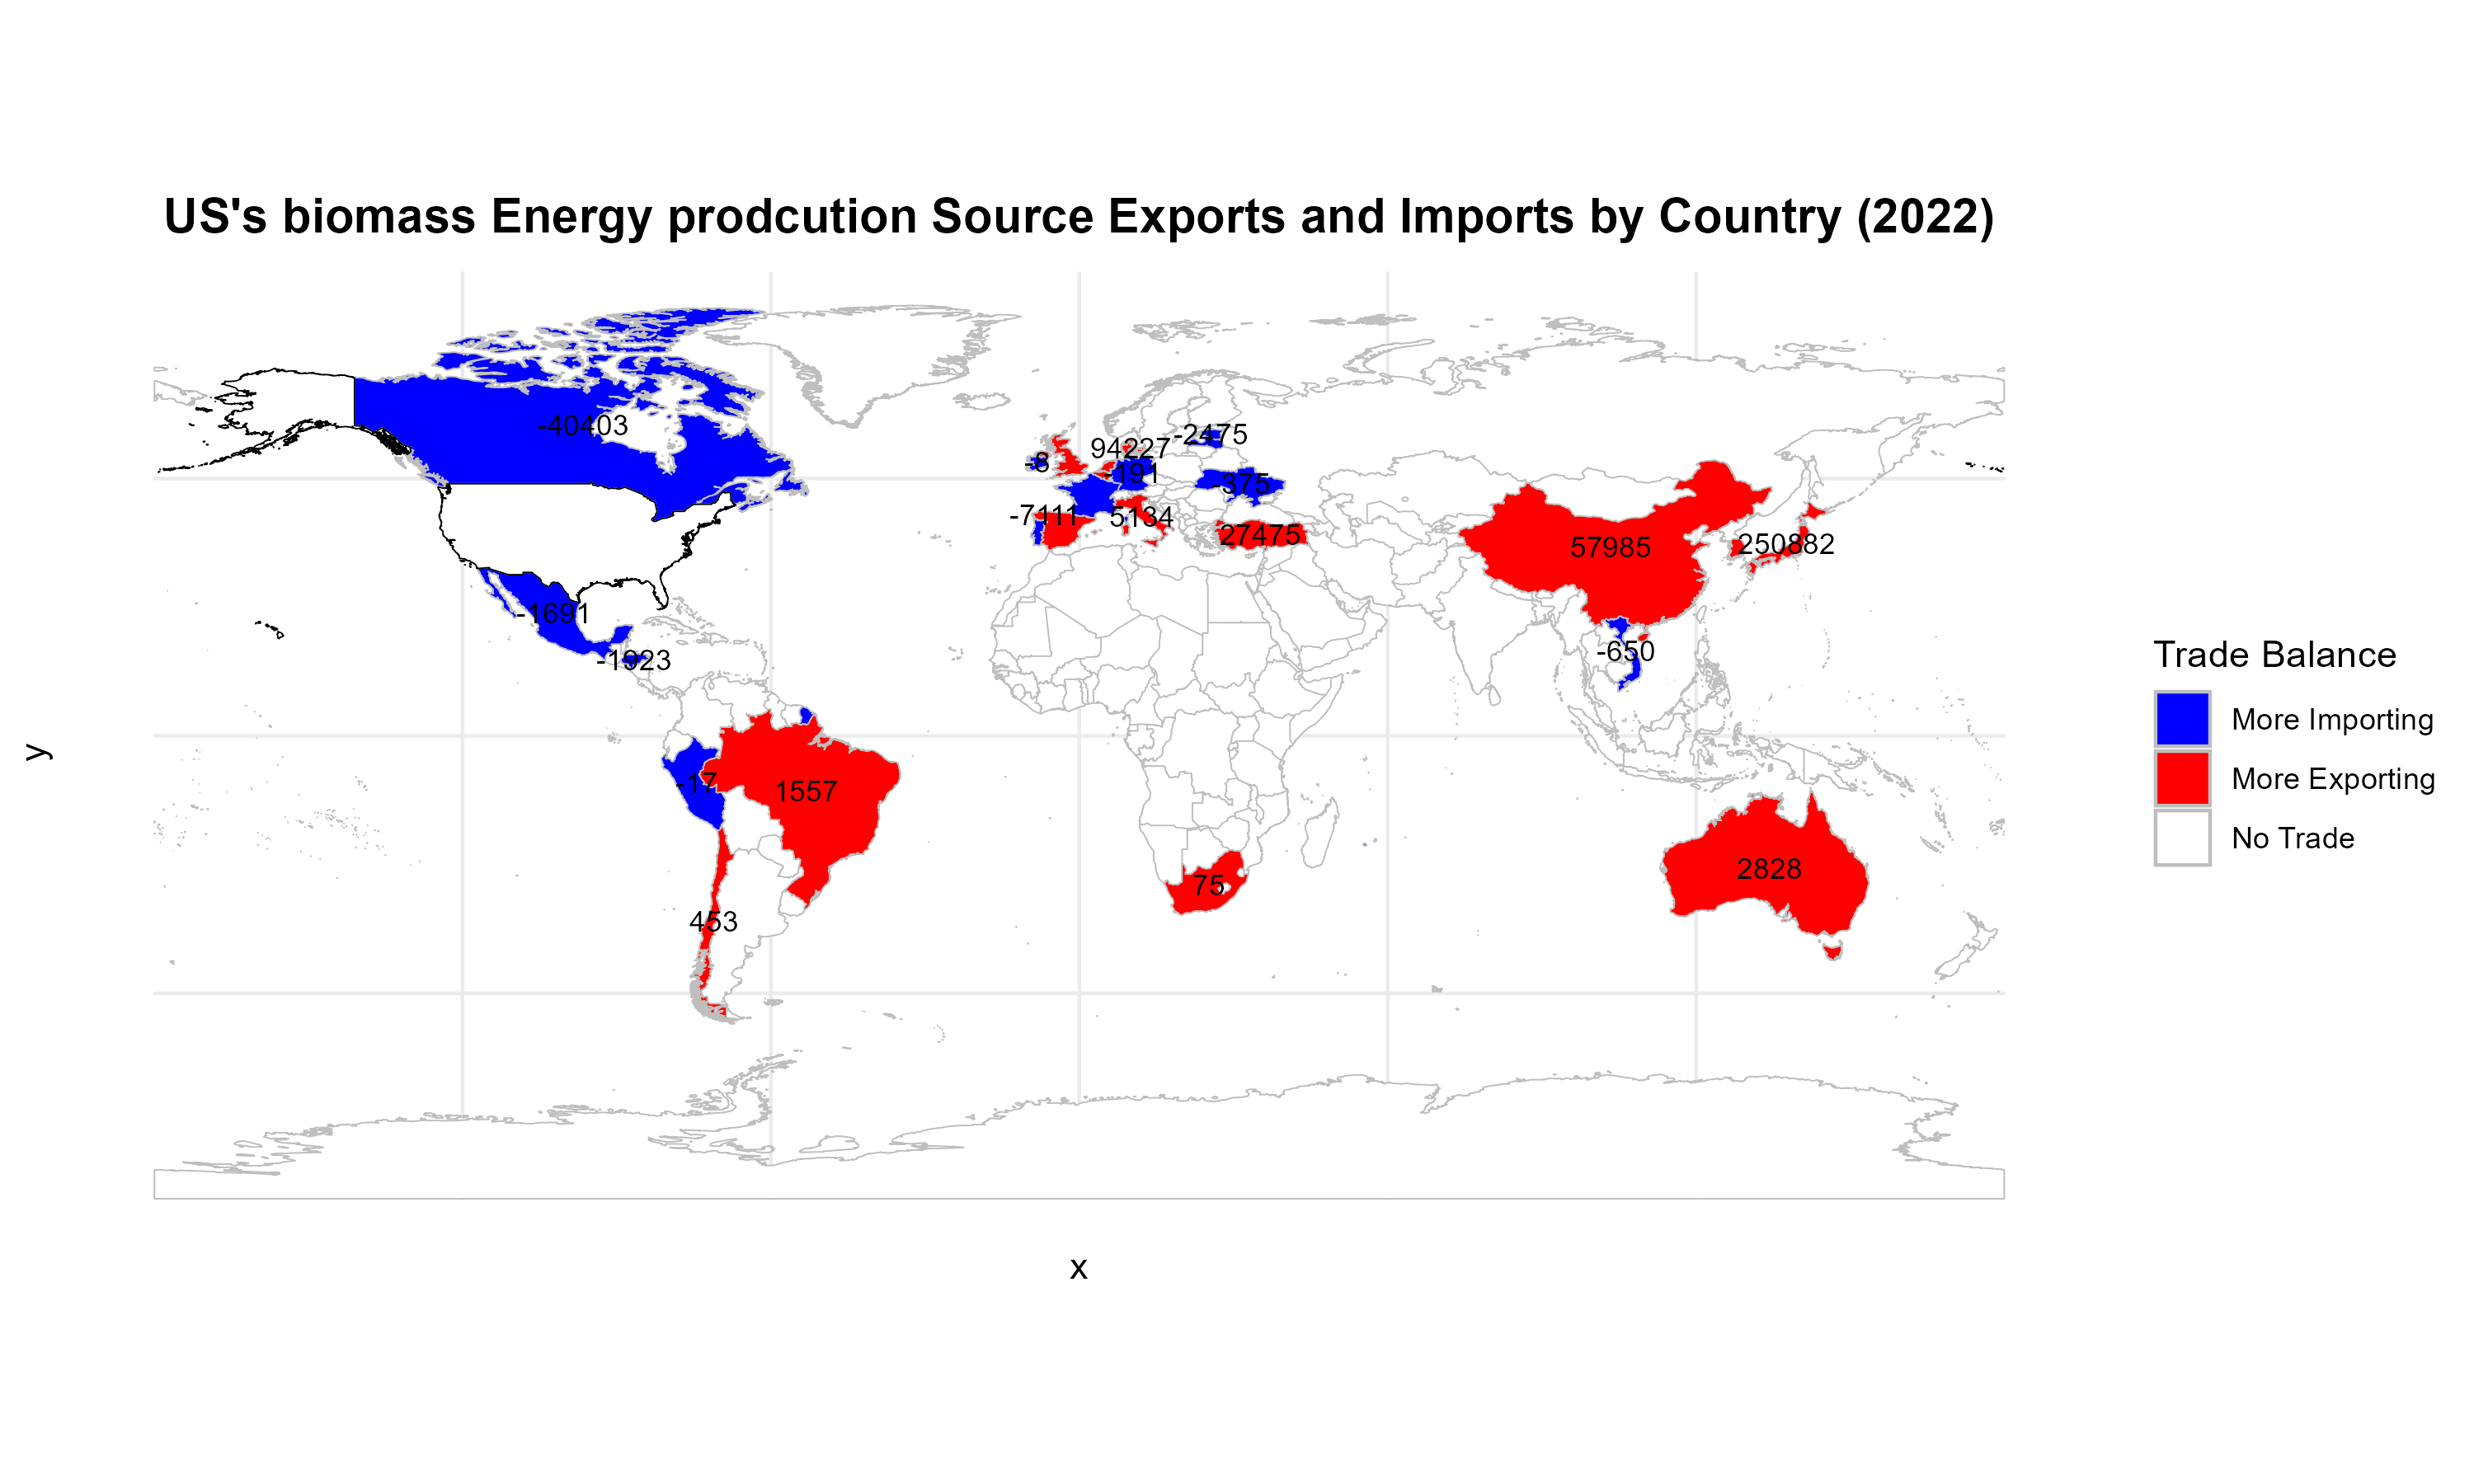 US's biomass Energy prodcution Source Exports and Imports by Country (2022)
-40403
-2475
94227
-8
-191
-375
-7111
5134
27475
57985
250882
-1691
-1923
-650
-17
1557
2828
75
453
y
x
Trade Balance
More Importing
More Exporting
No Trade